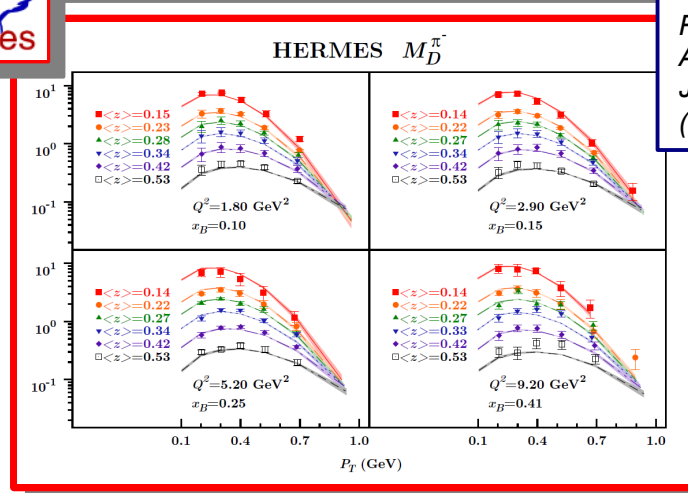 es
F
A
J
(
HERMES M_D^{π^-}
10^1
10^0
10^{-1}
<z>=0.15
<z>=0.23
<z>=0.28
<z>=0.34
<z>=0.42
<z>=0.53
Q^2=1.80 GeV^2
x_B=0.10
<z>=0.14
<z>=0.22
<z>=0.27
<z>=0.34
<z>=0.42
<z>=0.53
Q^2=2.90 GeV^2
x_B=0.15
10^1
10^0
10^{-1}
<z>=0.14
<z>=0.22
<z>=0.27
<z>=0.34
<z>=0.42
<z>=0.53
Q^2=5.20 GeV^2
x_B=0.25
<z>=0.14
<z>=0.22
<z>=0.27
<z>=0.33
<z>=0.42
<z>=0.53
Q^2=9.20 GeV^2
x_B=0.41
0.1 0.4 0.7 1.0 0.1 0.4 0.7 1.0
P_T (GeV)